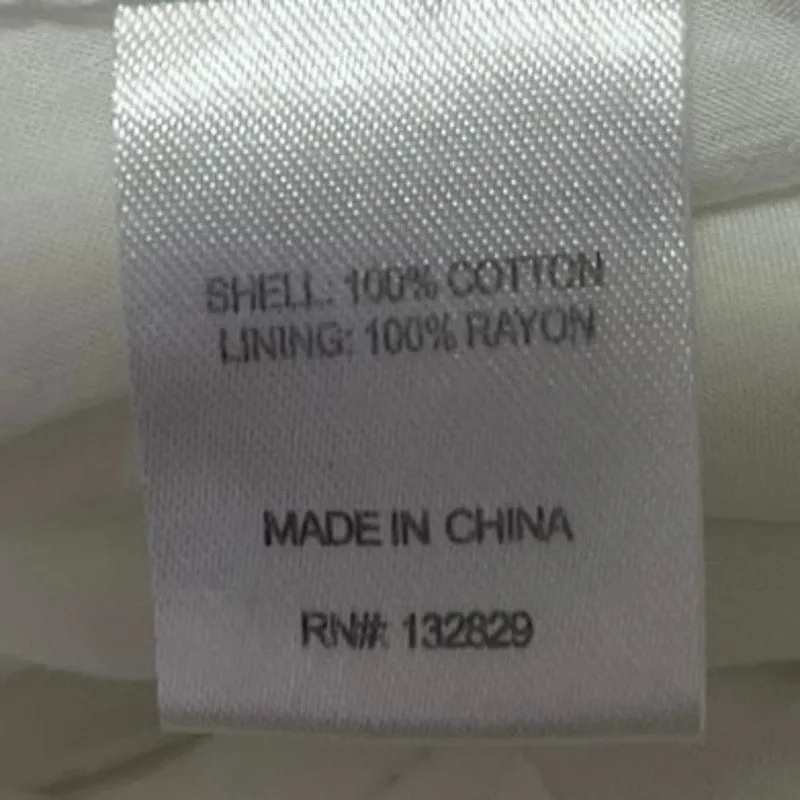 SHELL: 100% COTTON
LINING: 100% RAYON
MADE IN CHINA
RN#: 132829